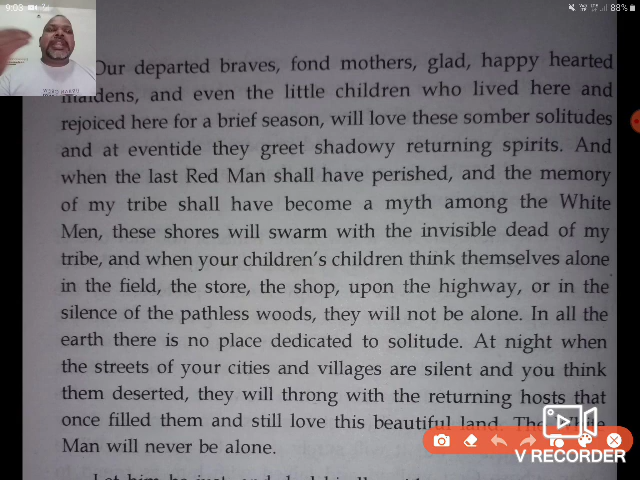 9:03
88%
Our departed braves, fond mothers, glad, happy hearted
maidens, and even the little children who lived here and
rejoiced here for a brief season, will love these somber solitudes
and at eventide they greet shadowy returning spirits. And
when the last Red Man shall have perished, and the memory
of my tribe shall have become a myth among the White
Men, these shores will swarm with the invisible dead of my
tribe, and when your children's children think themselves alone
in the field, the store, the shop, upon the highway, or in the
silence of the pathless woods, they will not be alone. In all the
earth there is no place dedicated to solitude. At night when
the streets of your cities and villages are silent and you think
them deserted, they will throng with the returning hosts that
once filled them and still love this beautiful land. The White
Man will never be alone.
V RECORDER